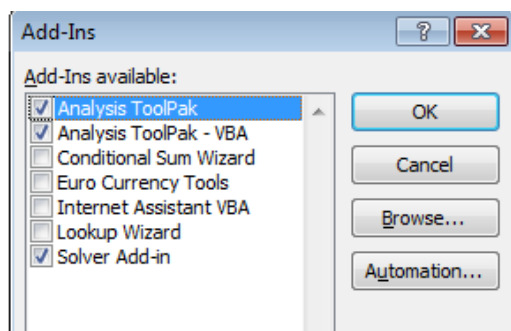 Add-Ins
Add-Ins available:
Analysis ToolPak
Analysis ToolPak - VBA
Conditional Sum Wizard
Euro Currency Tools
Internet Assistant VBA
Lookup Wizard
Solver Add-in
OK
Cancel
Browse...
Automation...